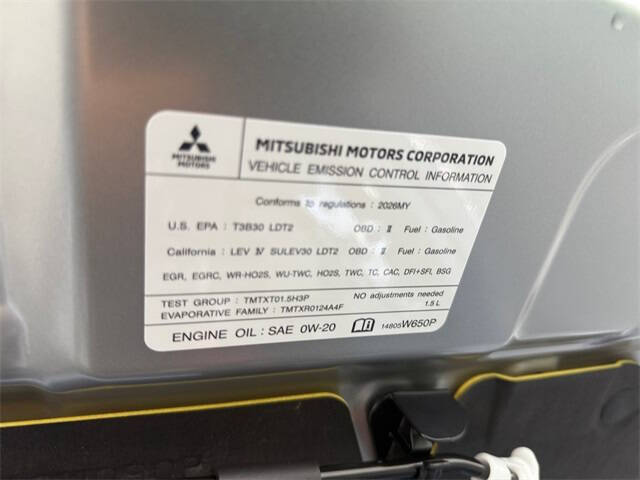 MITSUBISHI
MOTORS
MITSUBISHI MOTORS CORPORATION
VEHICLE EMISSION CONTROL INFORMATION
Conforms to regulations : 2026MY
U.S. EPA : T3B30 LDT2 OBD : Ⅱ Fuel : Gasoline
California : LEV Ⅳ SULEV30 LDT2 OBD : Ⅱ Fuel : Gasoline
EGR, EGRC, WR-HO2S, WU-TWC, HO2S, TWC, TC, CAC, DFI+SFI, BSG
TEST GROUP : TMTXT01.5H3P NO adjustments needed
EVAPORATIVE FAMILY : TMTXR0124A4F 1.5 L
ENGINE OIL : SAE 0W-20 14805W650P